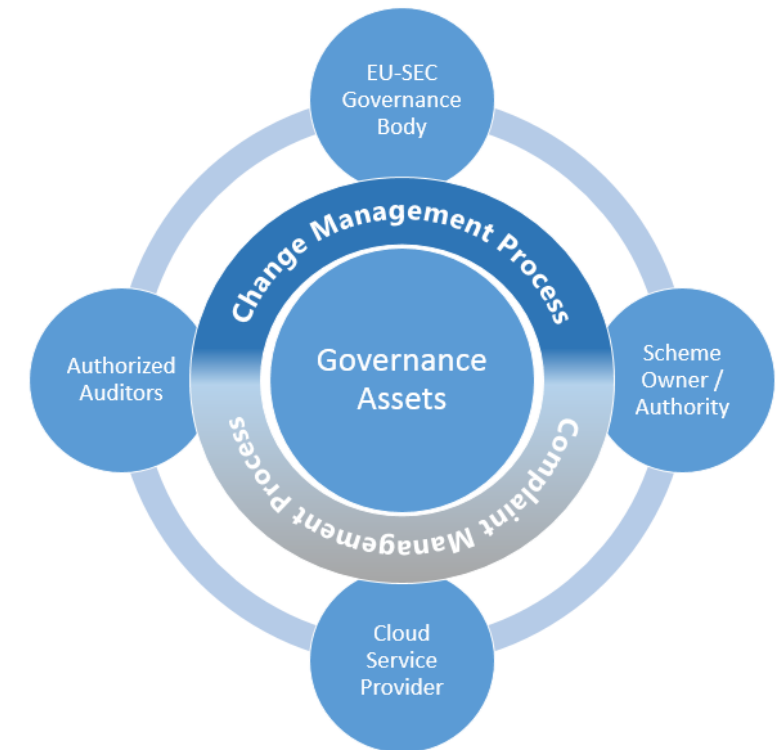 EU-SEC
Governance
Body
Change Management Process
Authorized
Auditors
Governance
Assets
Scheme
Owner /
Authority
Complaint Management Process
Cloud
Service
Provider